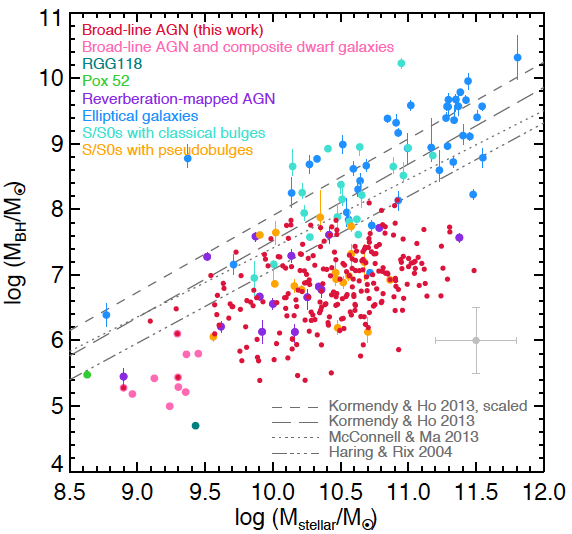 Broad-line AGN (this work)
Broad-line AGN and composite dwarf galaxies
RGG118
Pox 52
Reverberation-mapped AGN
Elliptical galaxies
S/S0s with classical bulges
S/S0s with pseudobulges
11
10
9
8
7
6
5
4
log (M_BH/M_☉)
Kormendy & Ho 2013, scaled
Kormendy & Ho 2013
McConnell & Ma 2013
Haring & Rix 2004
8.5 9.0 9.5 10.0 10.5 11.0 11.5 12.0
log (M_stellar/M_☉)